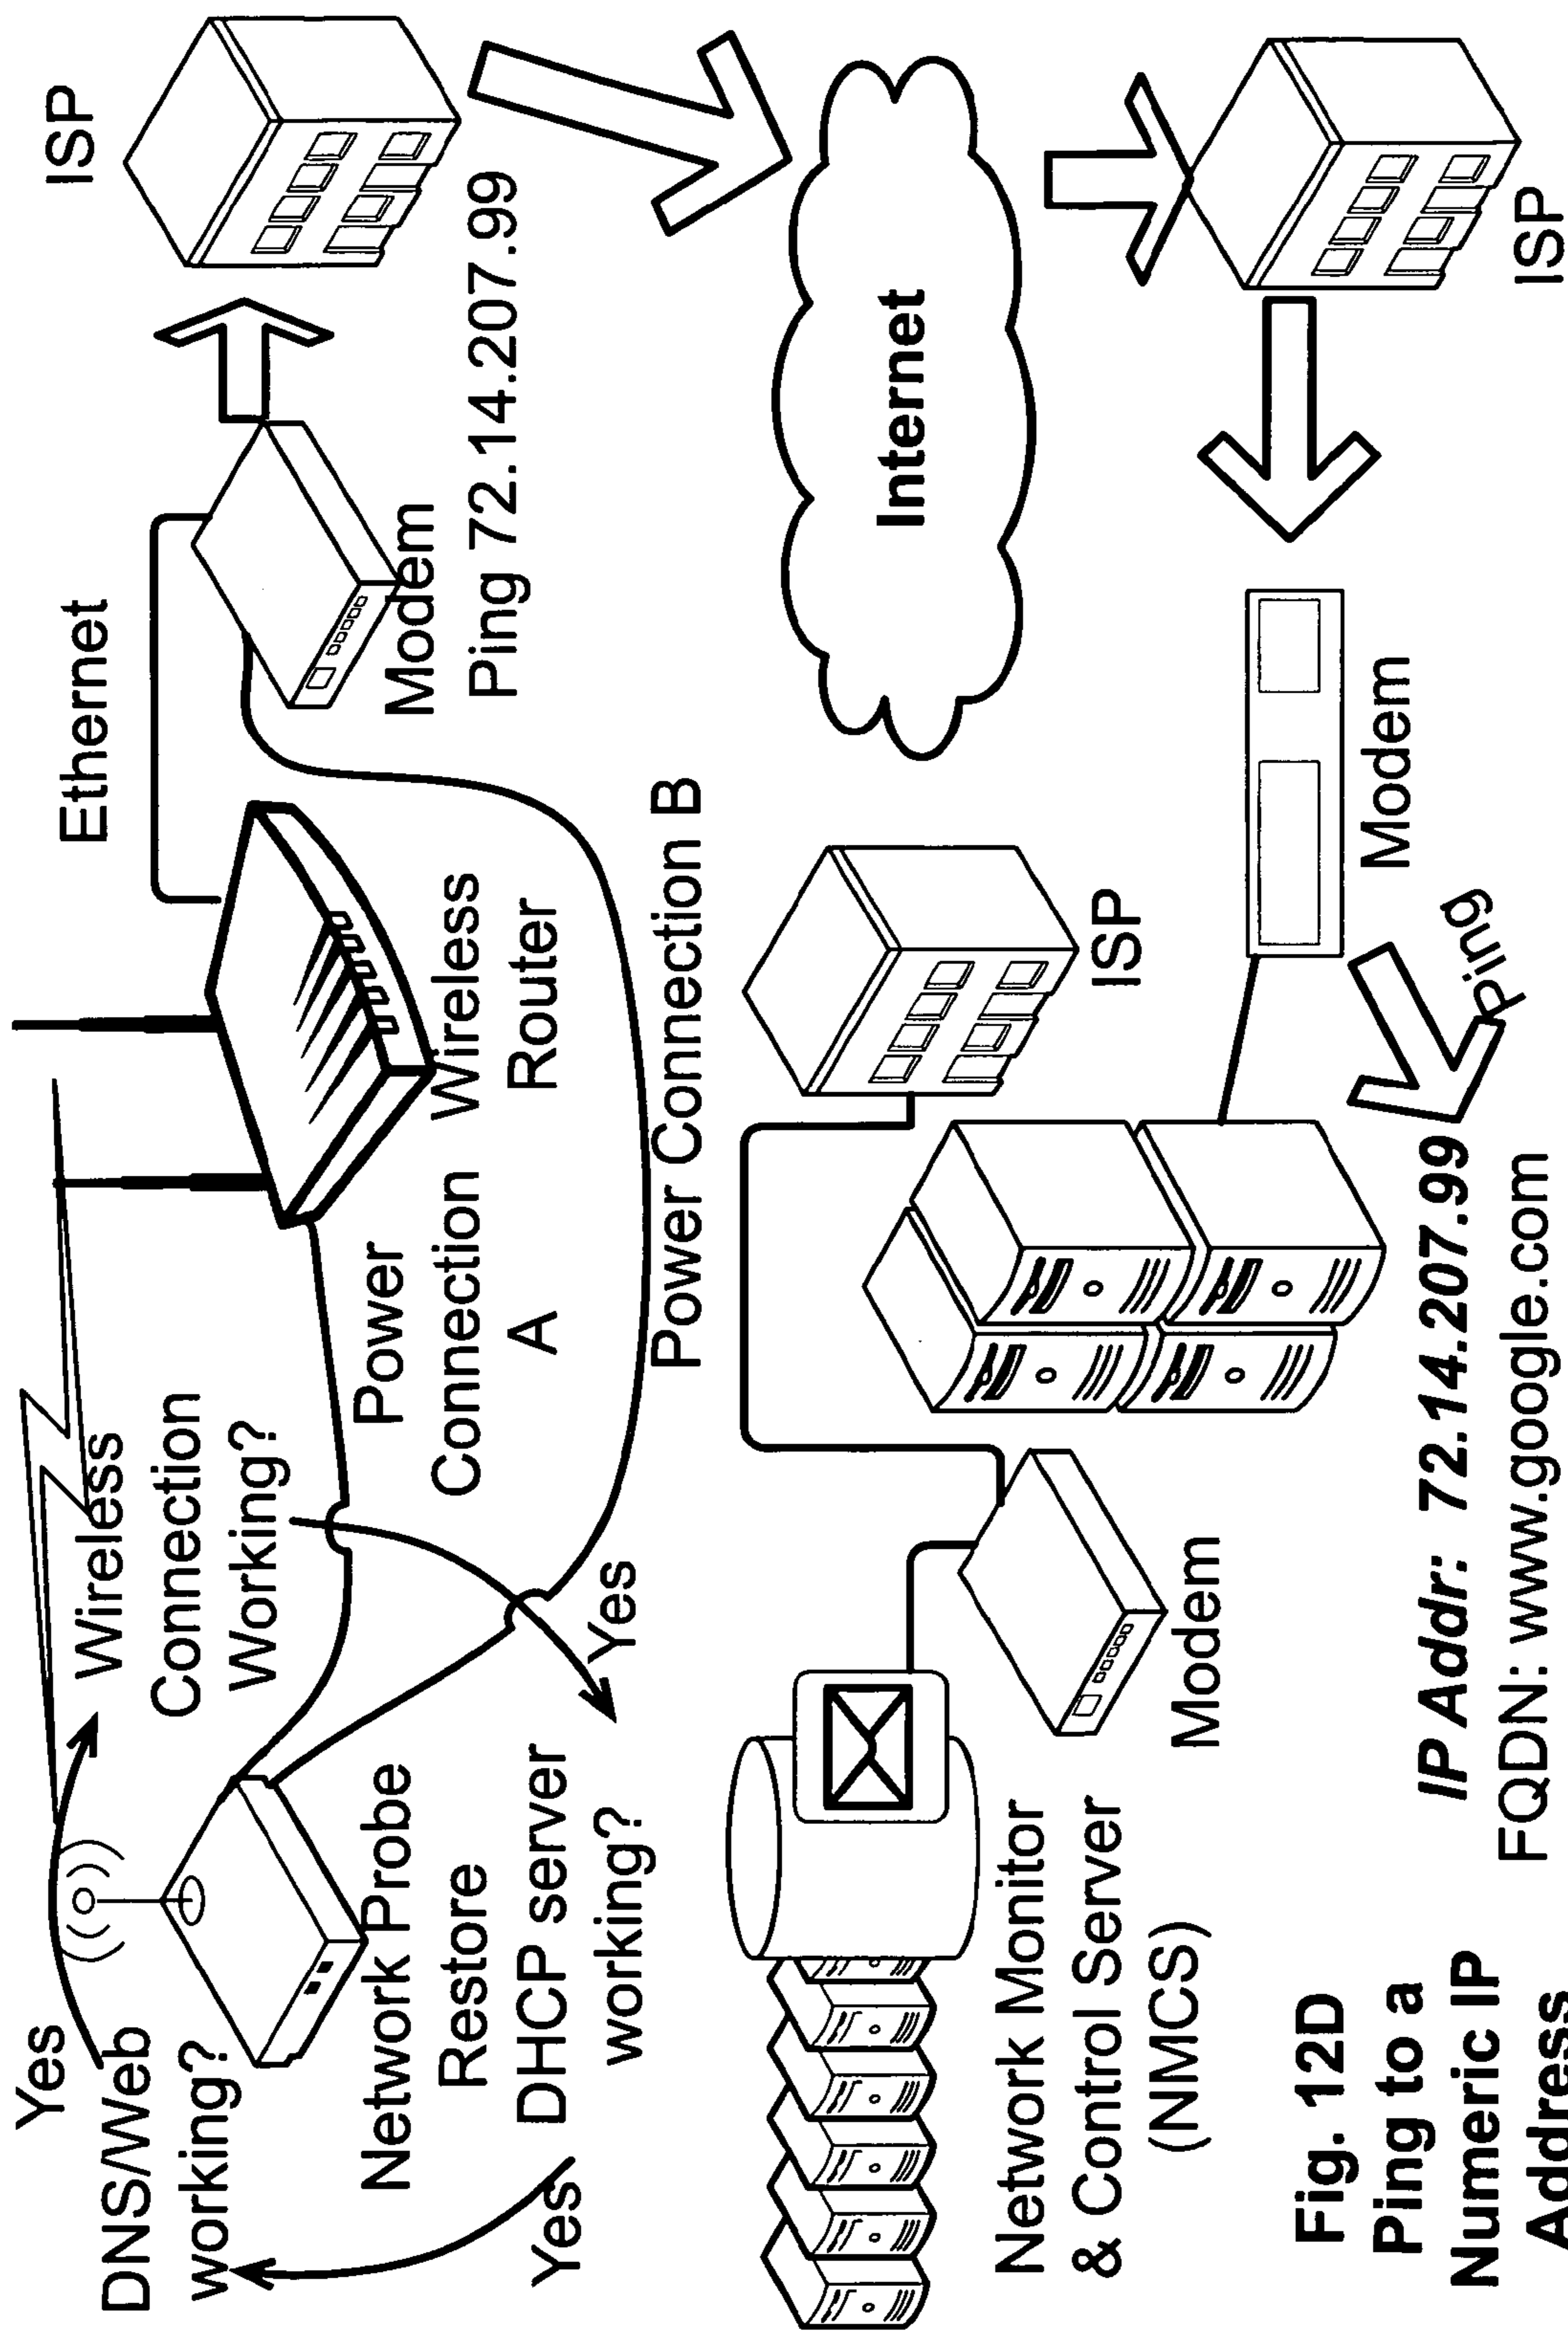 Yes
DNS/Web
working?
Wireless
Connection
Working?
Ethernet
ISP
Network Probe
Restore
DHCP server
working?
Yes
Yes
Power
Connection
A
Wireless
Router
Modem
Ping 72.14.207.99
Power Connection B
Internet
Network Monitor
& Control Server
(NMCS)
Modem
ISP
Modem
ISP
Ping
IP Addr: 72.14.207.99
FQDN: www.google.com
Fig. 12D
Ping to a
Numeric IP
Address